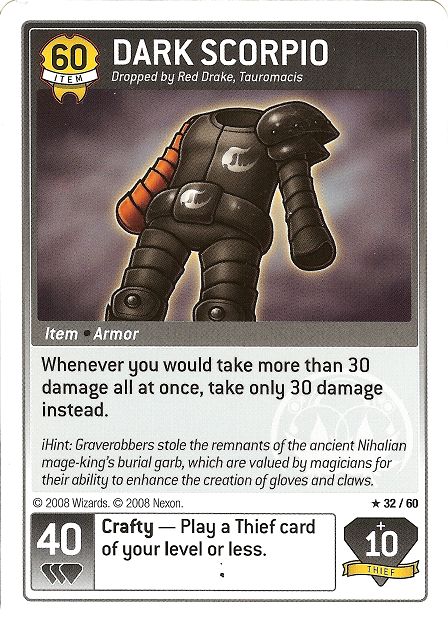 60
ITEM
DARK SCORPIO
Dropped by Red Drake, Tauromacis
Item • Armor
Whenever you would take more than 30
damage all at once, take only 30 damage
instead.
iHint: Graverobbers stole the remnants of the ancient Nihalian
mage-king's burial garb, which are valued by magicians for
their ability to enhance the creation of gloves and claws.
© 2008 Wizards. © 2008 Nexon.
★ 32 / 60
40
Crafty — Play a Thief card
of your level or less.
+
10
THIEF